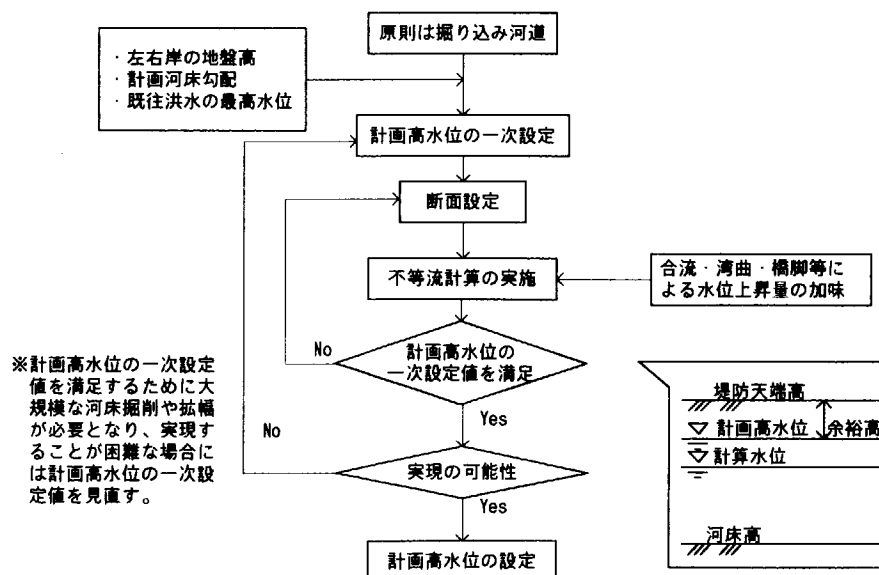 原則は掘り込み河道
・左右岸の地盤高
・計画河床勾配
・既往洪水の最高水位
計画高水位の一次設定
断面設定
不等流計算の実施
合流・湾曲・橋脚等に
よる水位上昇量の加味
No
計画高水位の
一次設定値を満足
Yes
※計画高水位の一次設定
値を満足するために大
規模な河床掘削や拡幅
が必要となり、実現す
ることが困難な場合に
は計画高水位の一次設
定値を見直す。
No
実現の可能性
Yes
計画高水位の設定
堤防天端高
計画高水位
余裕高
計算水位
河床高